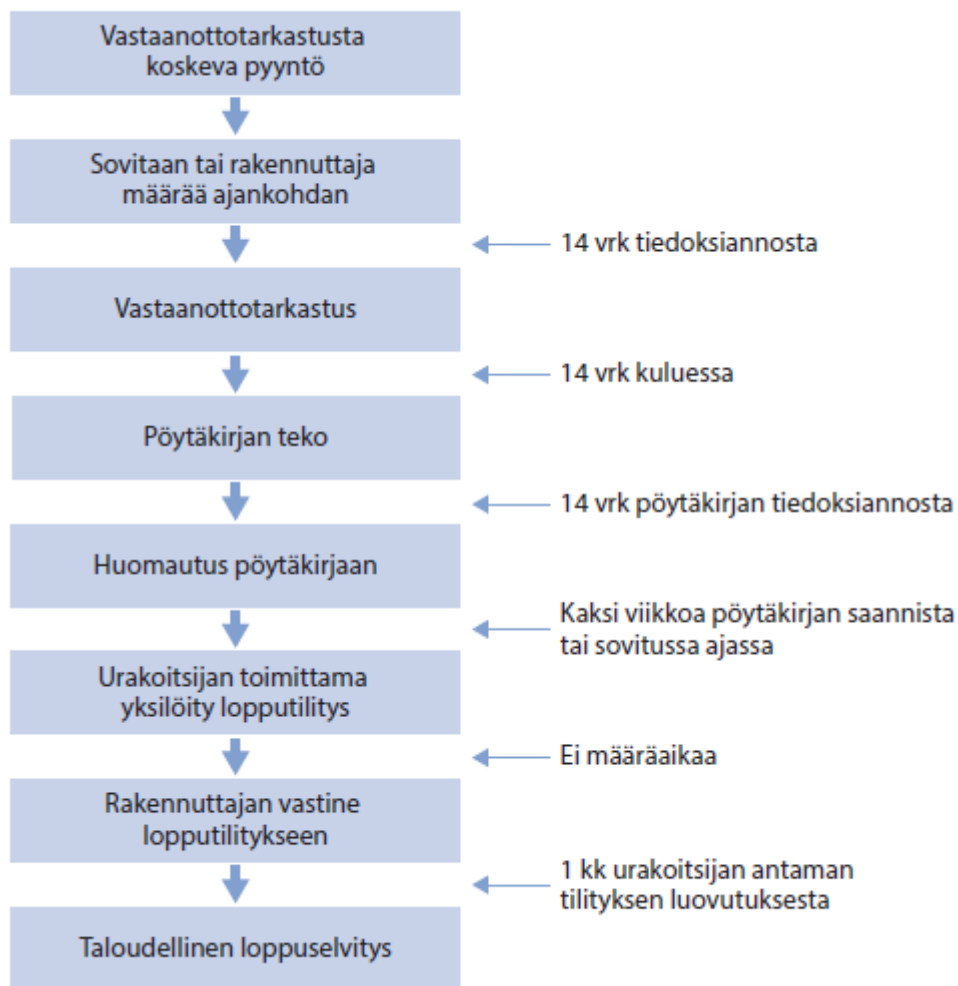 Vastaanottotarkastusta
koskeva pyyntö
Sovitaan tai rakennuttaja
määrää ajankohdan
14 vrk tiedoksiannosta
Vastaanottotarkastus
14 vrk kuluessa
Pöytäkirjan teko
14 vrk pöytäkirjan tiedoksiannosta
Huomautus pöytäkirjaan
Kaksi viikkoa pöytäkirjan saannista
tai sovitussa ajassa
Urakoitsijan toimittama
yksilöity lopputilitys
Ei määräaikaa
Rakennuttajan vastine
lopputilitykseen
1 kk urakoitsijan antaman
tilityksen luovutuksesta
Taloudellinen loppuselvitys